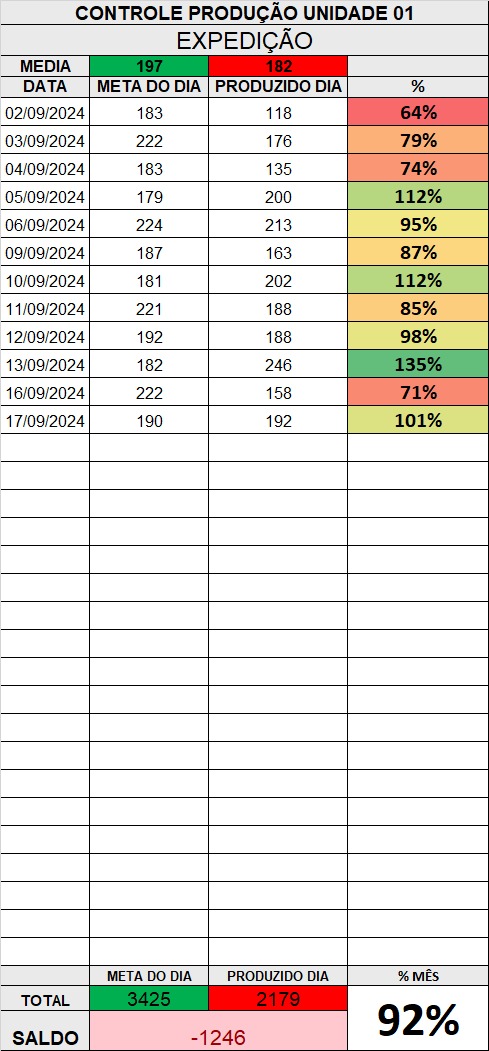 CONTROLE PRODUÇÃO UNIDADE 01
EXPEDIÇÃO
MEDIA 197 182
DATA META DO DIA PRODUZIDO DIA %
02/09/2024 183 118 64%
03/09/2024 222 176 79%
04/09/2024 183 135 74%
05/09/2024 179 200 112%
06/09/2024 224 213 95%
09/09/2024 187 163 87%
10/09/2024 181 202 112%
11/09/2024 221 188 85%
12/09/2024 192 188 98%
13/09/2024 182 246 135%
16/09/2024 222 158 71%
17/09/2024 190 192 101%
META DO DIA PRODUZIDO DIA % MÊS
TOTAL 3425 2179 92%
SALDO -1246